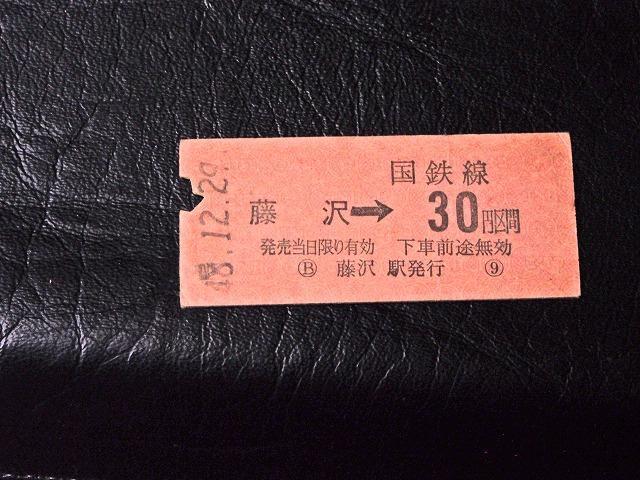 国鉄線
藤 沢 → 30円区間
発売当日限り有効 下車前途無効
Ⓑ 藤沢 駅発行 ⑨
12.29